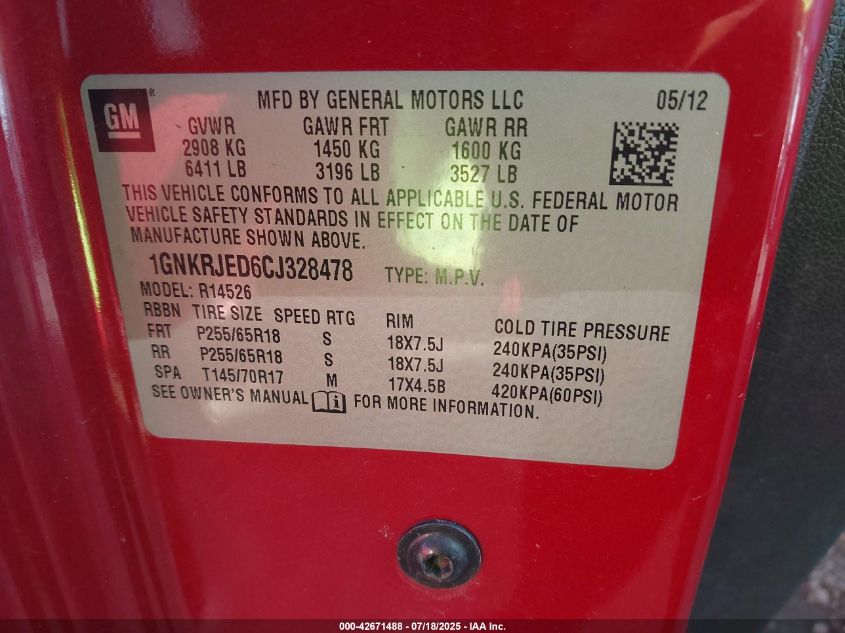 GM ®
MFD BY GENERAL MOTORS LLC 05/12
GVWR GAWR FRT GAWR RR
2908 KG 1450 KG 1600 KG
6411 LB 3196 LB 3527 LB
THIS VEHICLE CONFORMS TO ALL APPLICABLE U.S. FEDERAL MOTOR
VEHICLE SAFETY STANDARDS IN EFFECT ON THE DATE OF
MANUFACTURE SHOWN ABOVE.
1GNKRJED6CJ328478 TYPE: M.P.V.
MODEL: R14526
RBBN TIRE SIZE SPEED RTG RIM COLD TIRE PRESSURE
FRT P255/65R18 S 18X7.5J 240KPA(35PSI)
RR P255/65R18 S 18X7.5J 240KPA(35PSI)
SPA T145/70R17 M 17X4.5B 420KPA(60PSI)
SEE OWNER'S MANUAL i FOR MORE INFORMATION.
000-42671488 - 07/18/2025 - IAA Inc.